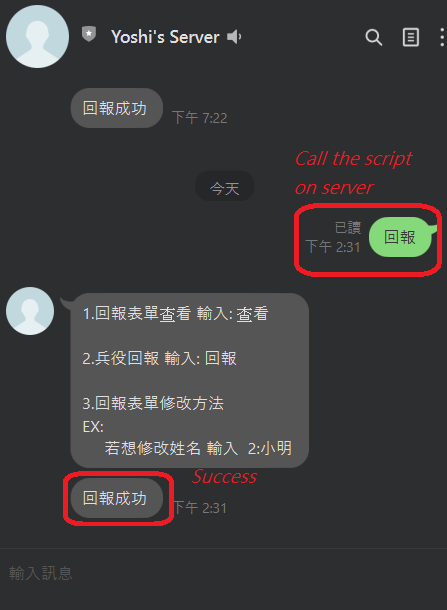 Yoshi's Server
回報成功
下午 7:22
今天
Call the script
on server
已讀
下午 2:31
回報
1.回報表單查看 輸入: 查看
2.兵役回報 輸入: 回報
3.回報表單修改方法
EX:
若想修改姓名 輸入 2:小明
Success
回報成功
下午 2:31
輸入訊息